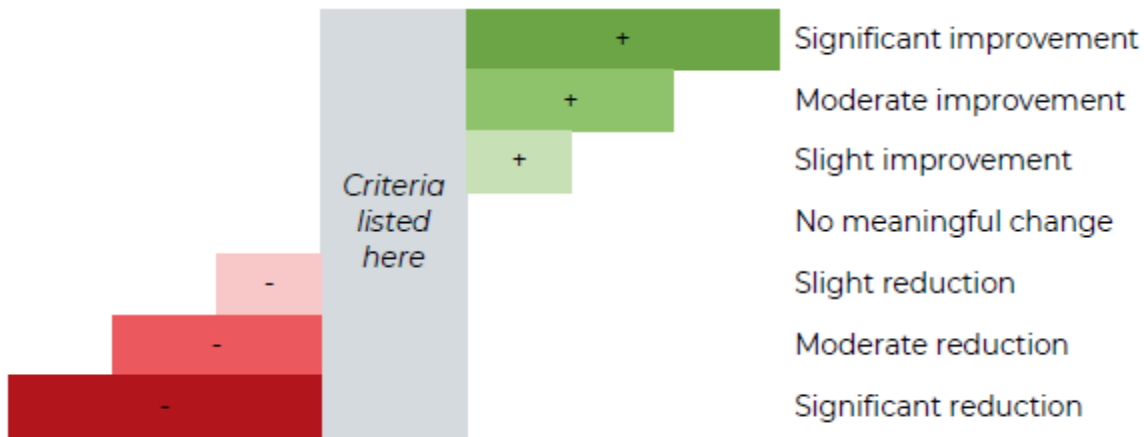 + Significant improvement
+ Moderate improvement
+ Slight improvement
Criteria
listed
here
No meaningful change
- Slight reduction
- Moderate reduction
- Significant reduction